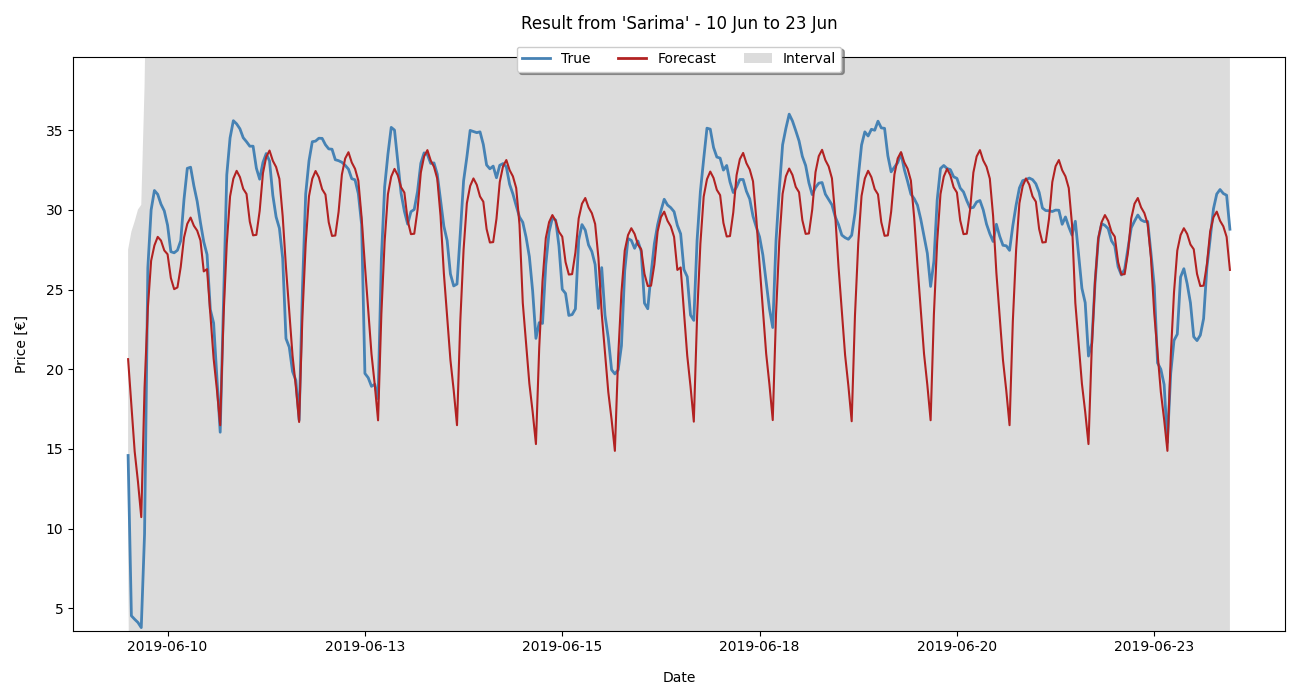 Result from 'Sarima' - 10 Jun to 23 Jun
True Forecast Interval
35
30
25
20
15
10
5
Price [€]
2019-06-10 2019-06-13 2019-06-15 2019-06-18 2019-06-20 2019-06-23
Date